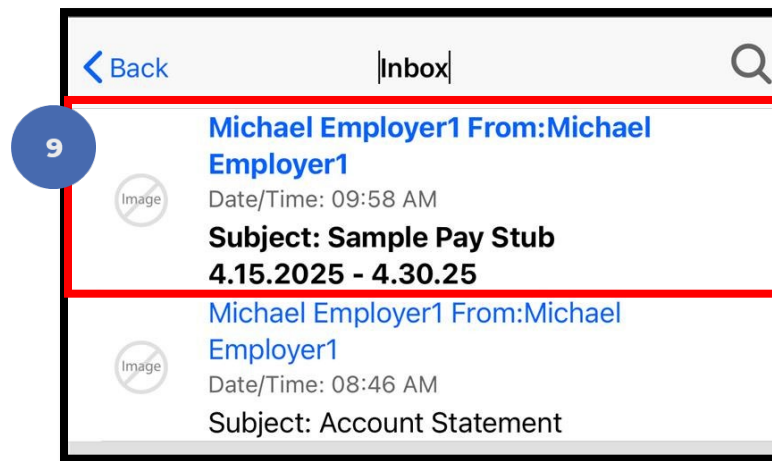 Back
Inbox
9
Michael Employer1 From:Michael
Employer1
Image
Date/Time: 09:58 AM
Subject: Sample Pay Stub
4.15.2025 - 4.30.25
Michael Employer1 From:Michael
Employer1
Image
Date/Time: 08:46 AM
Subject: Account Statement